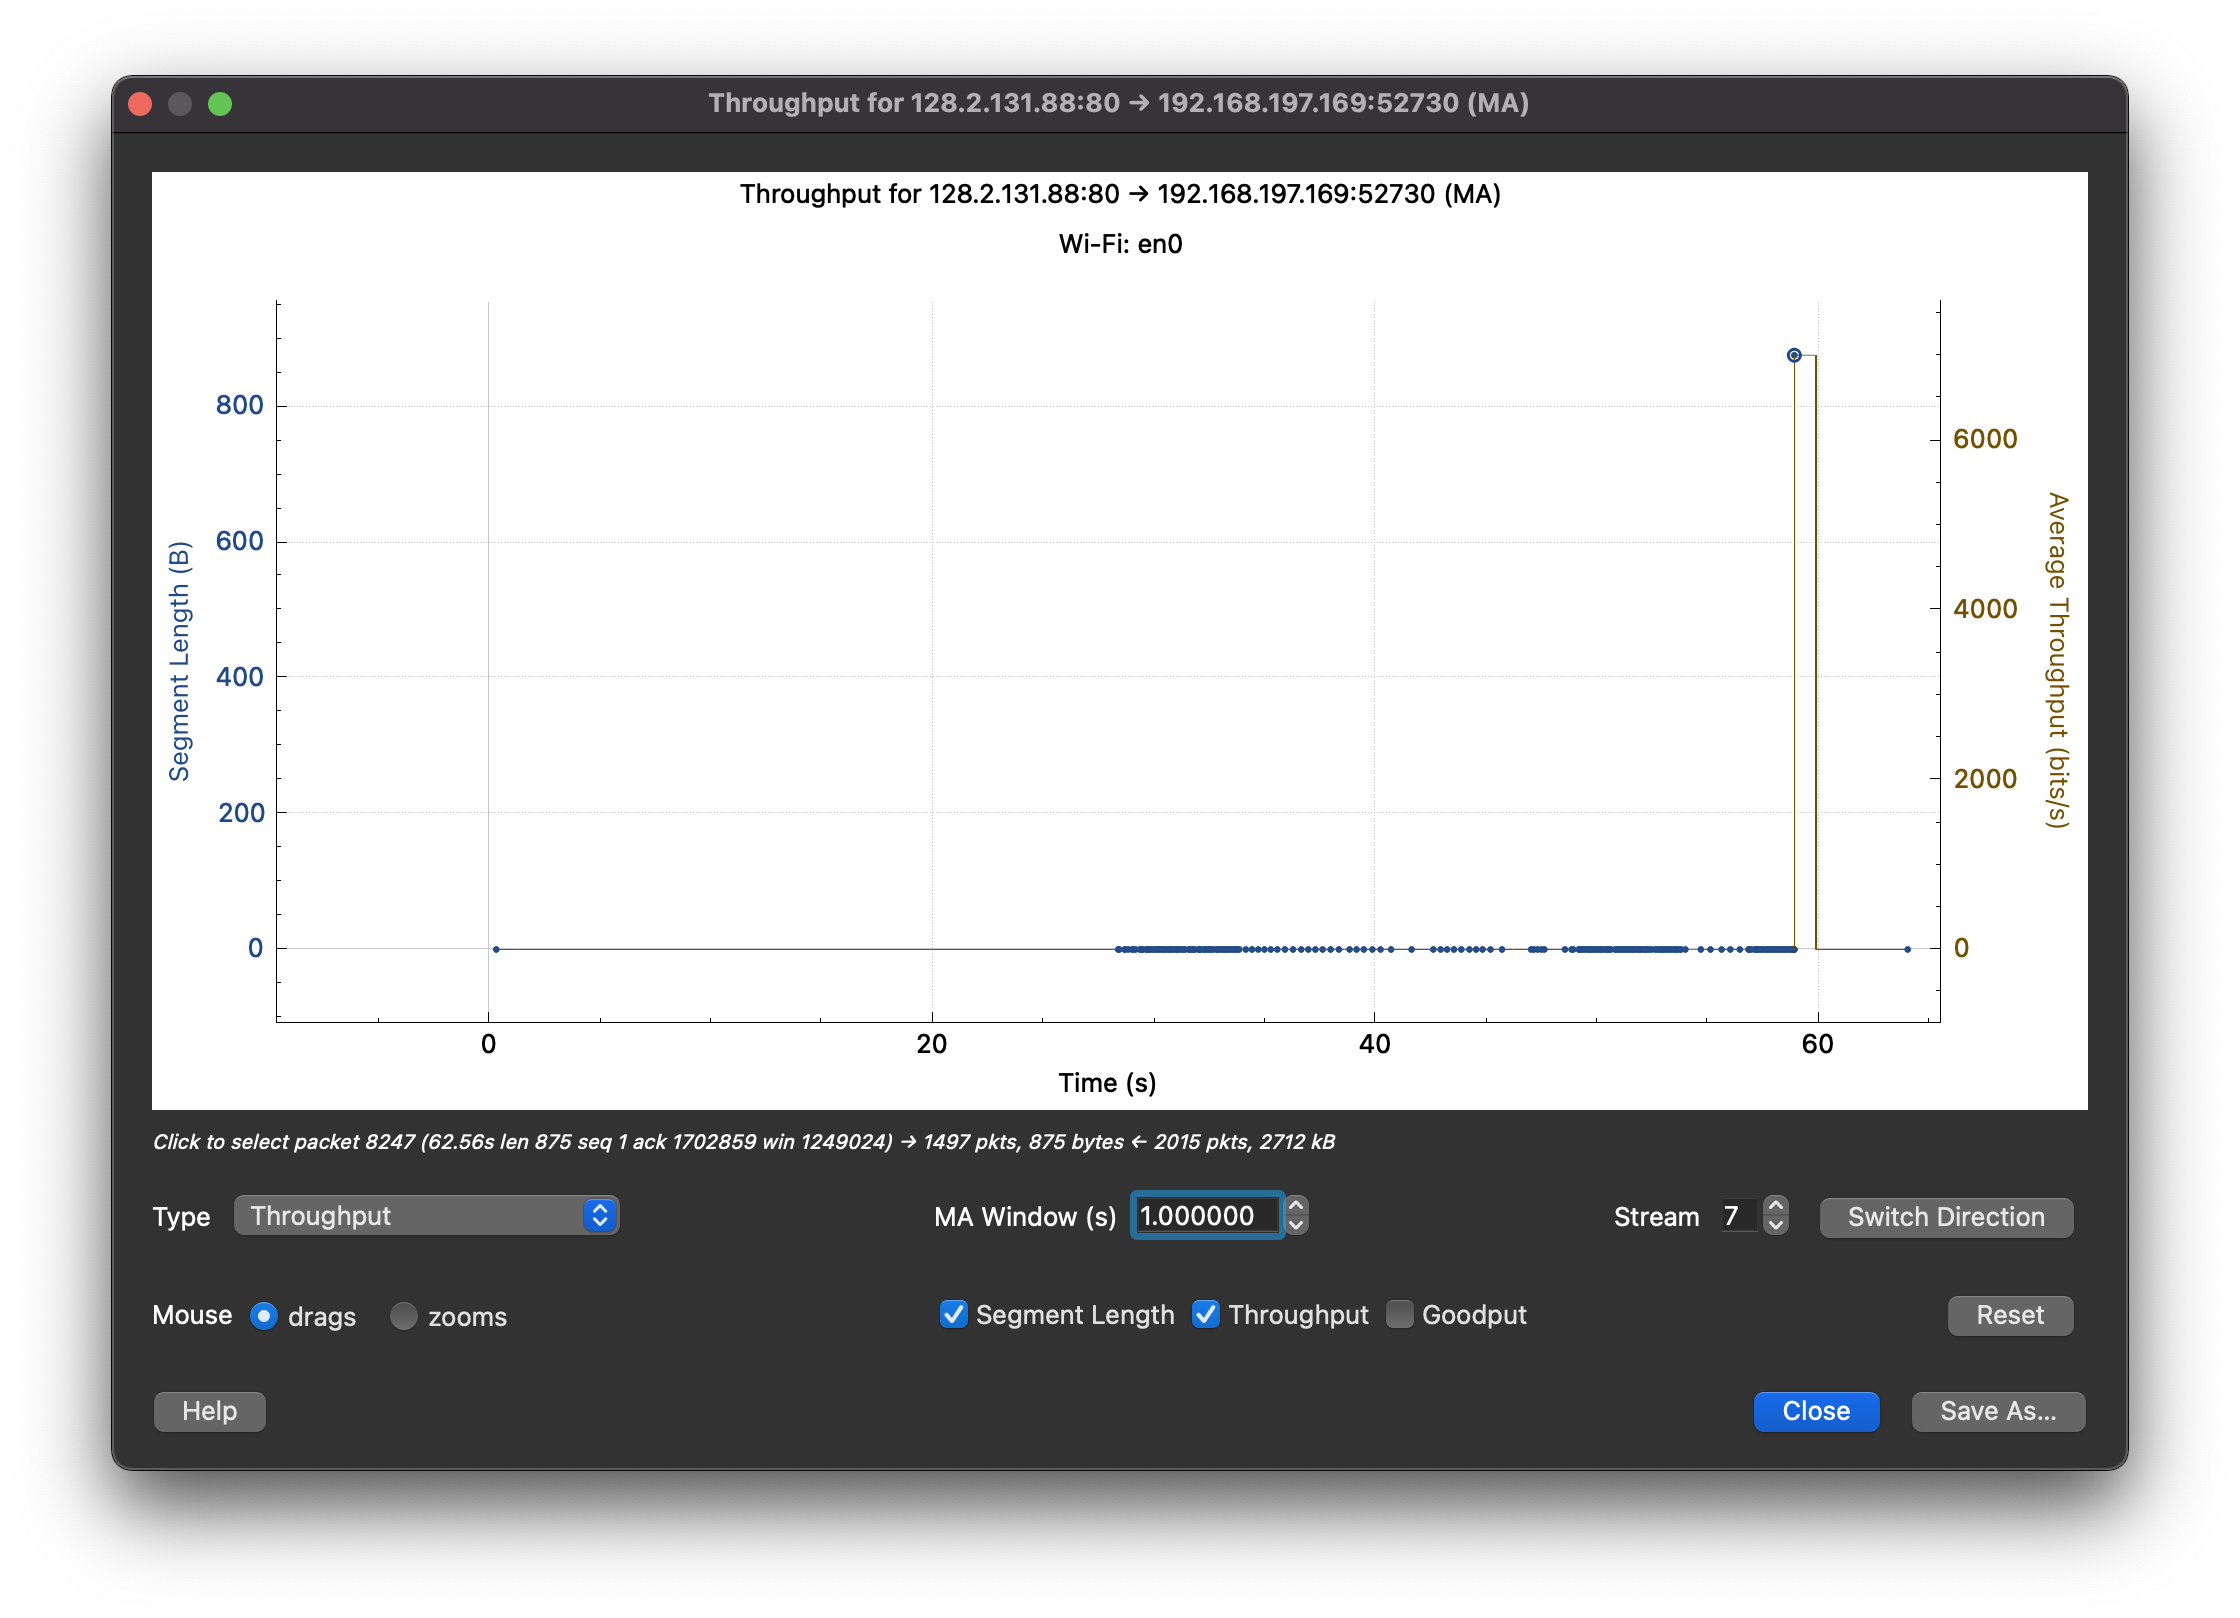 Throughput for 128.2.131.88:80 → 192.168.197.169:52730 (MA)
Throughput for 128.2.131.88:80 → 192.168.197.169:52730 (MA)
Wi-Fi: en0
Segment Length (B)
800
600
400
200
0
6000
4000
2000
0
Average Throughput (bits/s)
0 20 40 60
Time (s)
Click to select packet 8247 (62.56s len 875 seq 1 ack 1702859 win 1249024) → 1497 pkts, 875 bytes ← 2015 pkts, 2712 kB
Type Throughput MA Window (s) 1.000000 Stream 7 Switch Direction
Mouse drags zooms Segment Length Throughput Goodput Reset
Help Close Save As...